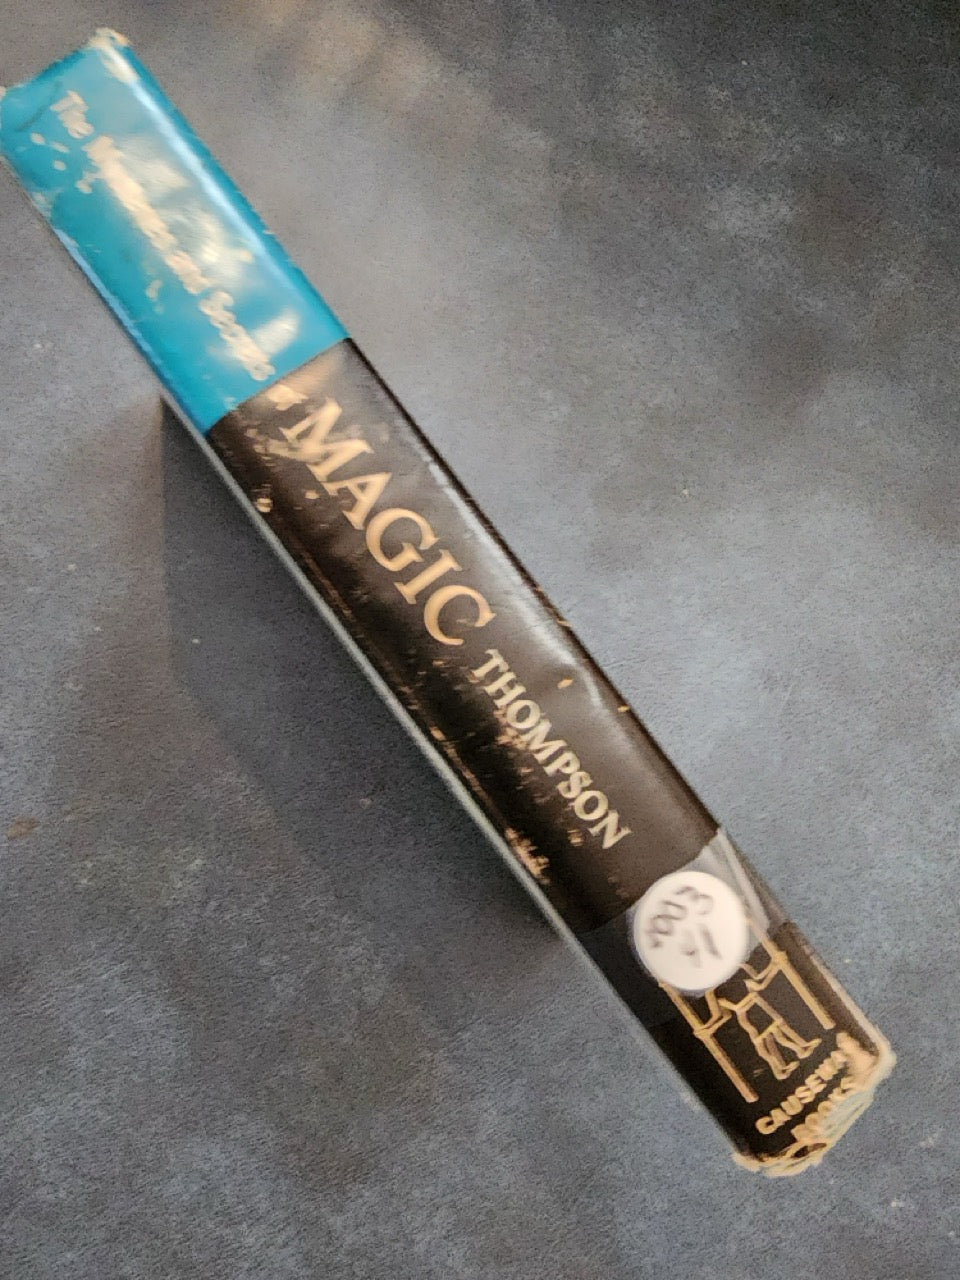 The Mysteries and Secrets
of MAGIC
THOMPSON
CAUSEWAY
BOOKS